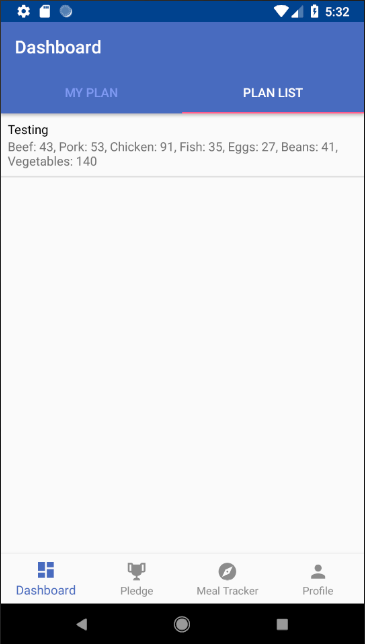 5:32
Dashboard
MY PLAN
PLAN LIST
Testing
Beef: 43, Pork: 53, Chicken: 91, Fish: 35, Eggs: 27, Beans: 41,
Vegetables: 140
Dashboard
Pledge
Meal Tracker
Profile